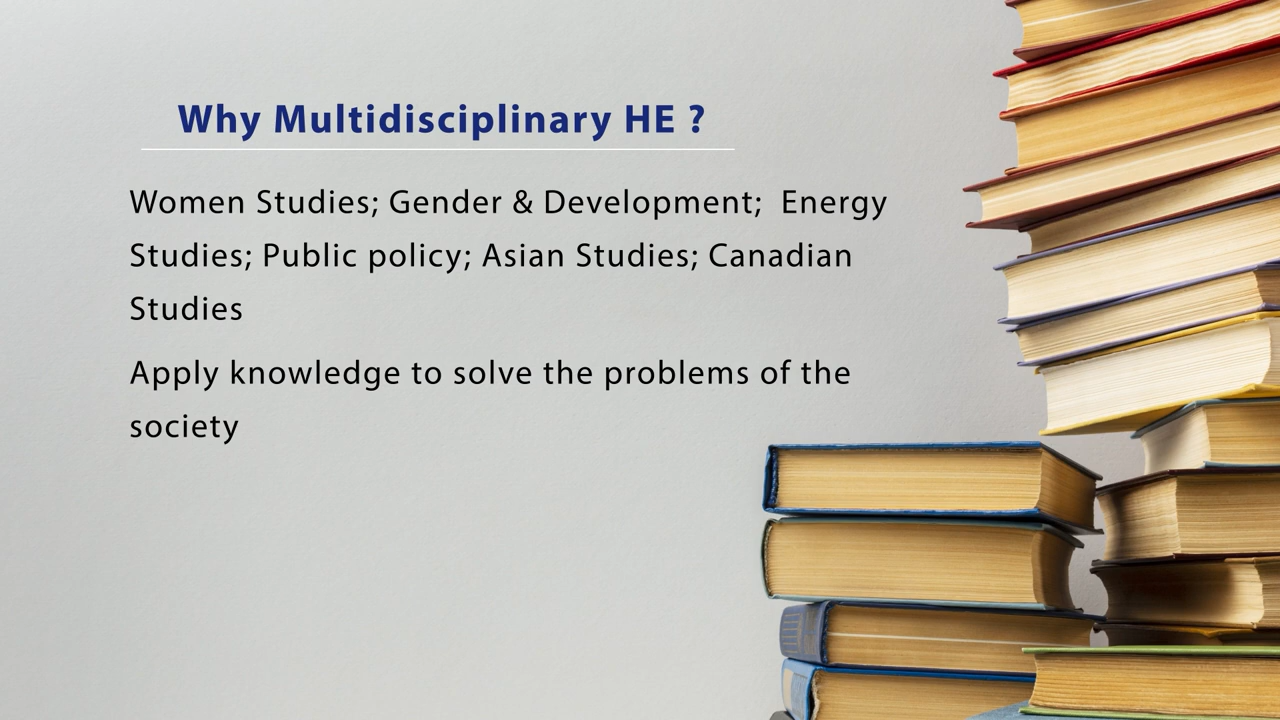 Why Multidisciplinary HE ?
Women Studies; Gender & Development;  Energy
Studies; Public policy; Asian Studies; Canadian
Studies
Apply knowledge to solve the problems of the
society